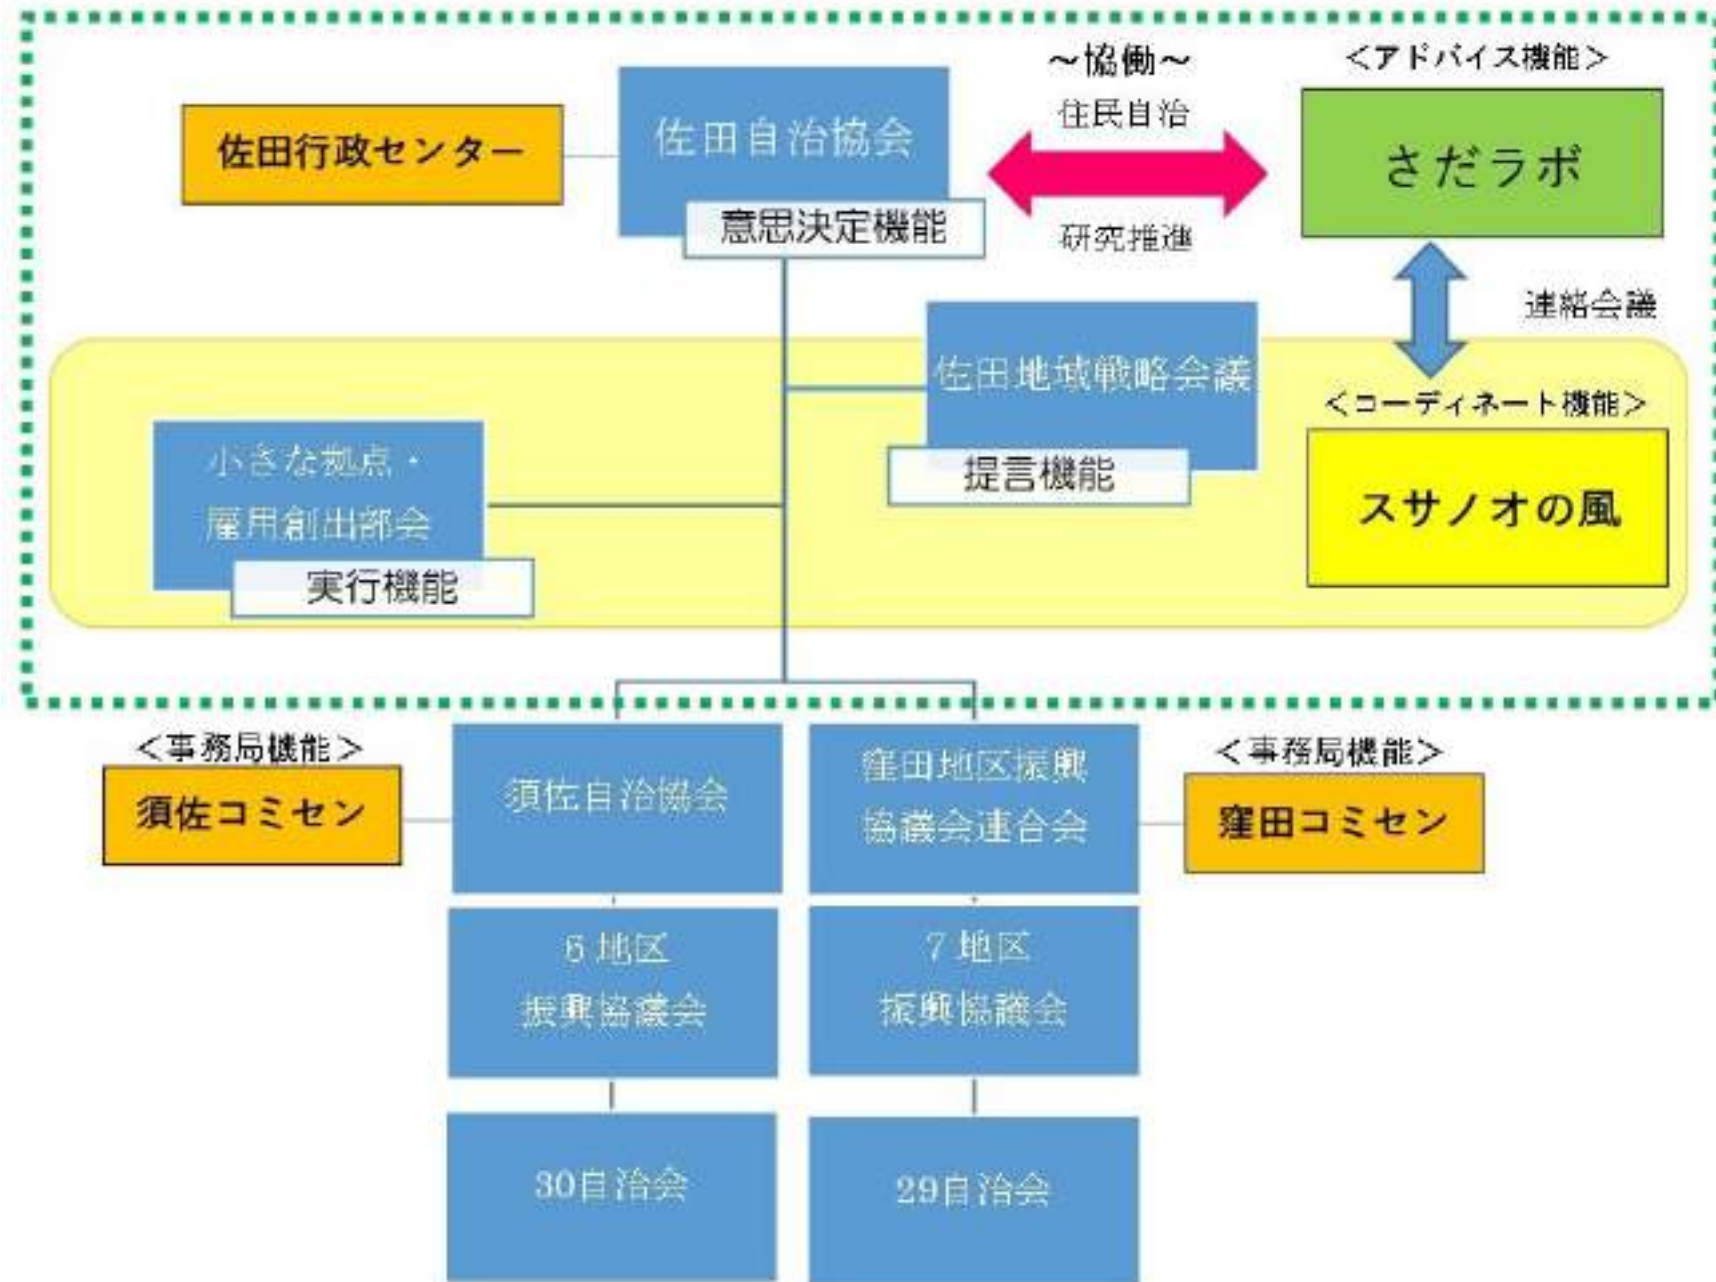 ～協働～
＜アドバイス機能＞
佐田行政センター
佐田自治協会
意思決定機能
住民自治
研究推進
さだラボ
連絡会議
佐田地域戦略会議
提言機能
＜コーディネート機能＞
スサノオの風
小さな拠点・
雇用創出部会
実行機能
＜事務局機能＞
須佐コミセン
須佐自治協会
窪田地区振興
協議会連合会
＜事務局機能＞
窪田コミセン
6地区
振興協議会
7地区
振興協議会
30自治会
29自治会